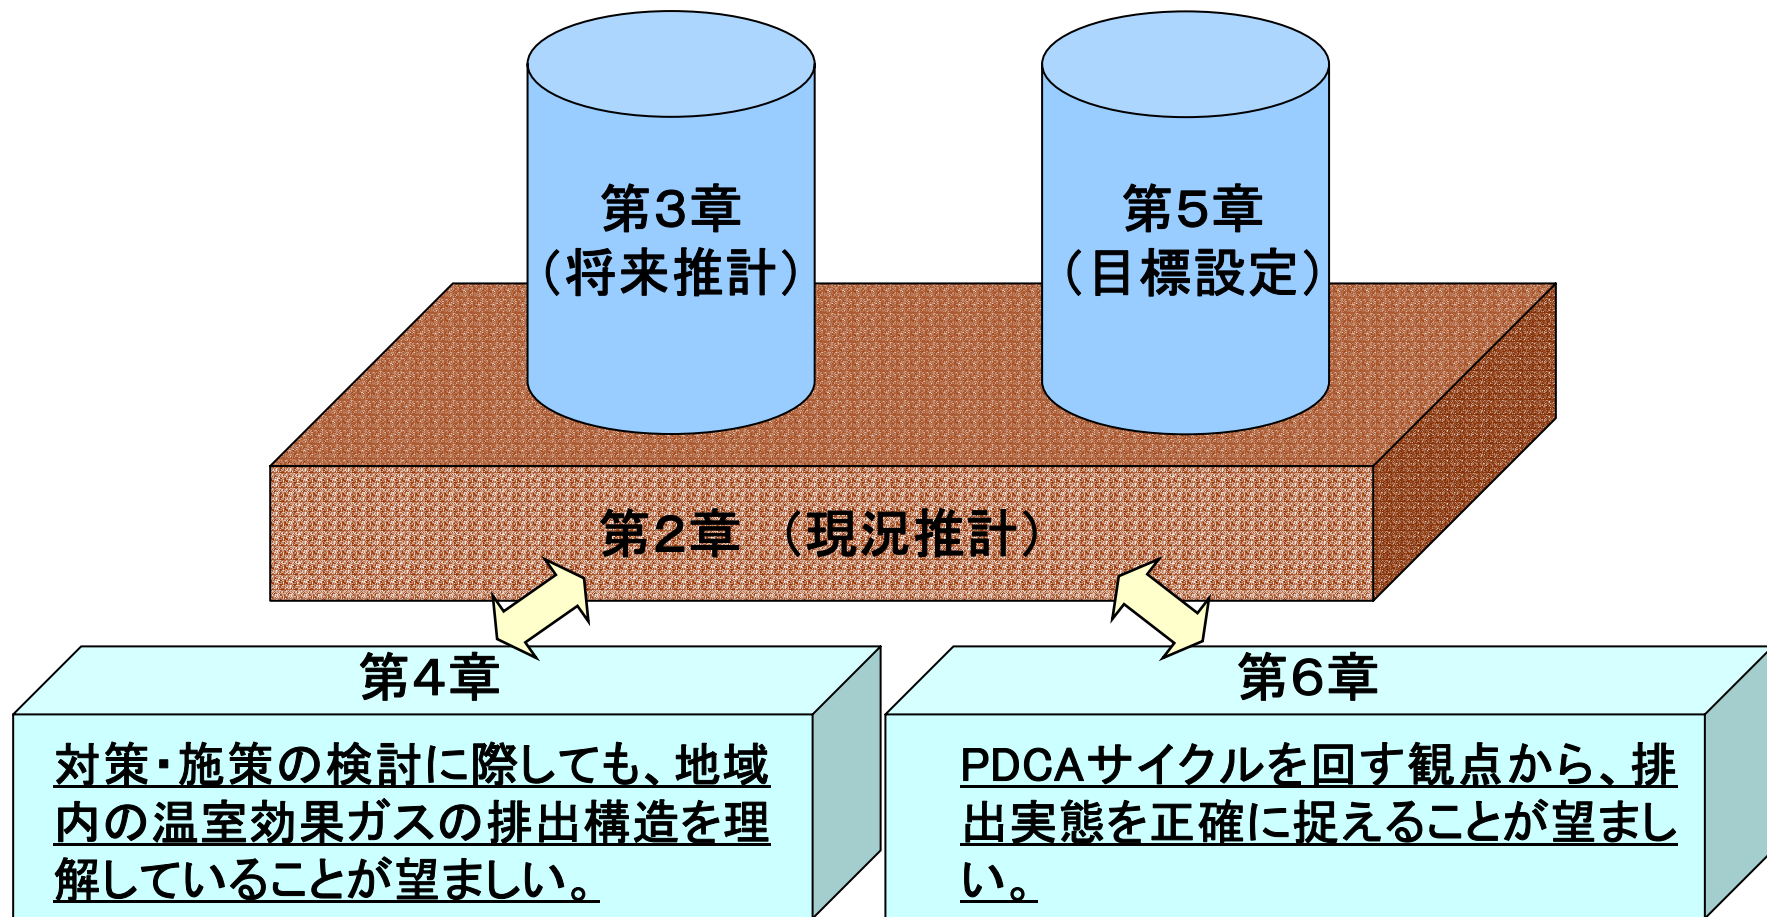 第3章
（将来推計）
第5章
（目標設定）
第2章 （現況推計）
第4章
対策・施策の検討に際しても、地域
内の温室効果ガスの排出構造を理
解していることが望ましい。
第6章
PDCAサイクルを回す観点から、排
出実態を正確に捉えることが望まし
い。